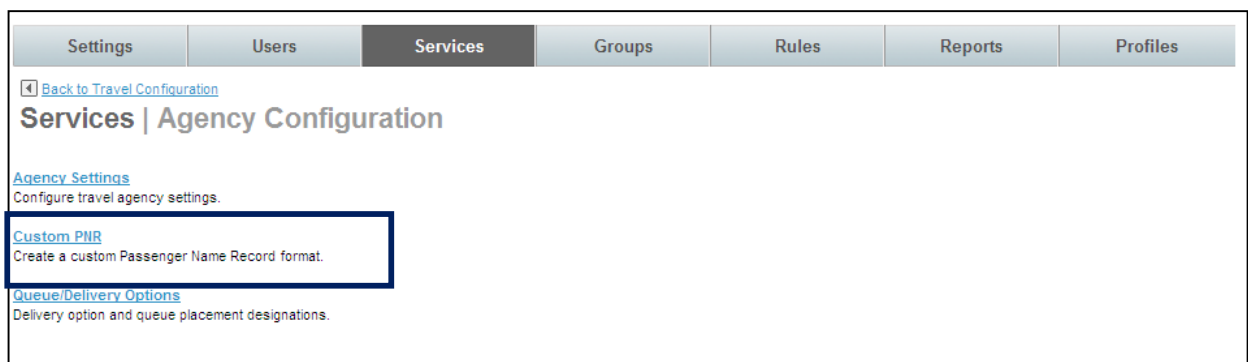 Settings Users Services Groups Rules Reports Profiles
Back to Travel Configuration
Services | Agency Configuration
Agency Settings
Configure travel agency settings.
Custom PNR
Create a custom Passenger Name Record format.
Queue/Delivery Options
Delivery option and queue placement designations.